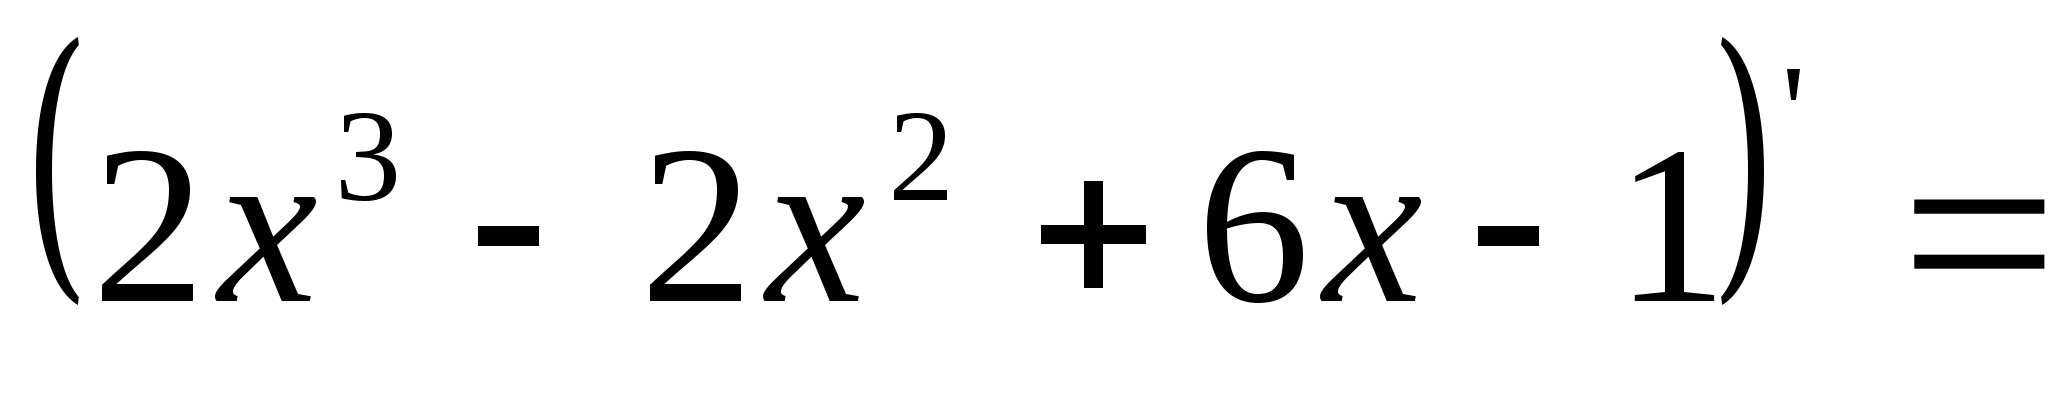 (2x³ - 2x² + 6x - 1)' =